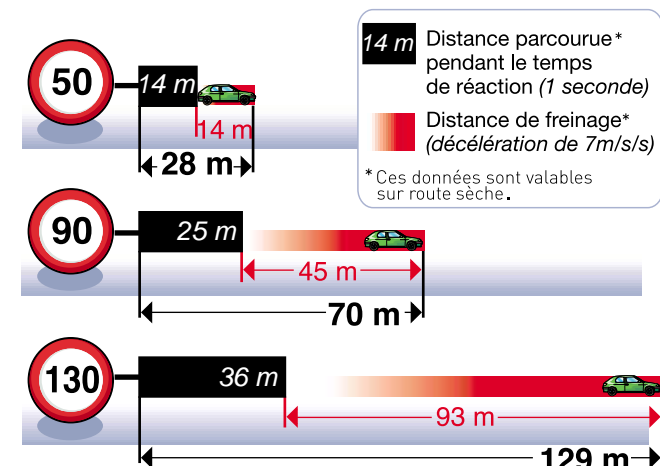 50
14 m
14 m
28 m
14 m
Distance parcourue*
pendant le temps
de réaction (1 seconde)
Distance de freinage*
(décélération de 7m/s/s)
* Ces données sont valables
sur route sèche.
90
25 m
45 m
70 m
130
36 m
93 m
129 m